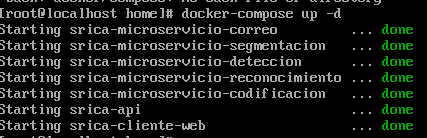 [root@localhost home]# docker-compose up -d
Starting srica-microservicio-correo ... done
Starting srica-microservicio-segmentacion ... done
Starting srica-microservicio-deteccion ... done
Starting srica-microservicio-reconocimiento ... done
Starting srica-microservicio-codificacion ... done
Starting srica-api ... done
Starting srica-cliente-web ... done